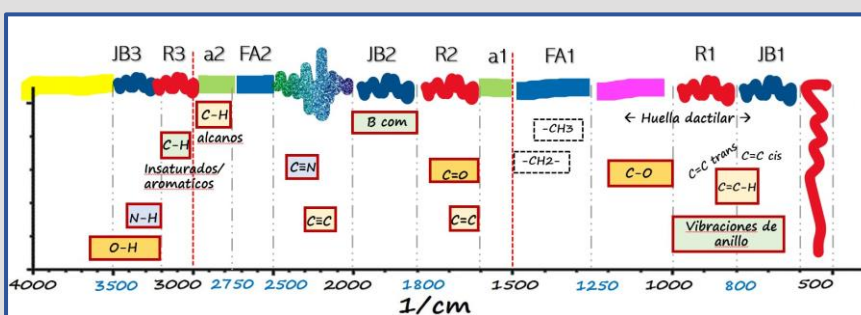 JB3 R3 a2 FA2 JB2 R2 a1 FA1 R1 JB1
C-H
alcanos
B com
-CH3
← Huella dactilar →
C-H
Insaturados/
aromaticos
C≡N
-CH2-
C=O
C-O
C=C trans
C=C cis
C=C-H
N-H
C≡C
C=C
Vibraciones de
anillo
O-H
4000 3500 3000 2750 2500 2000 1800 1500 1250 1000 800 500
1/cm